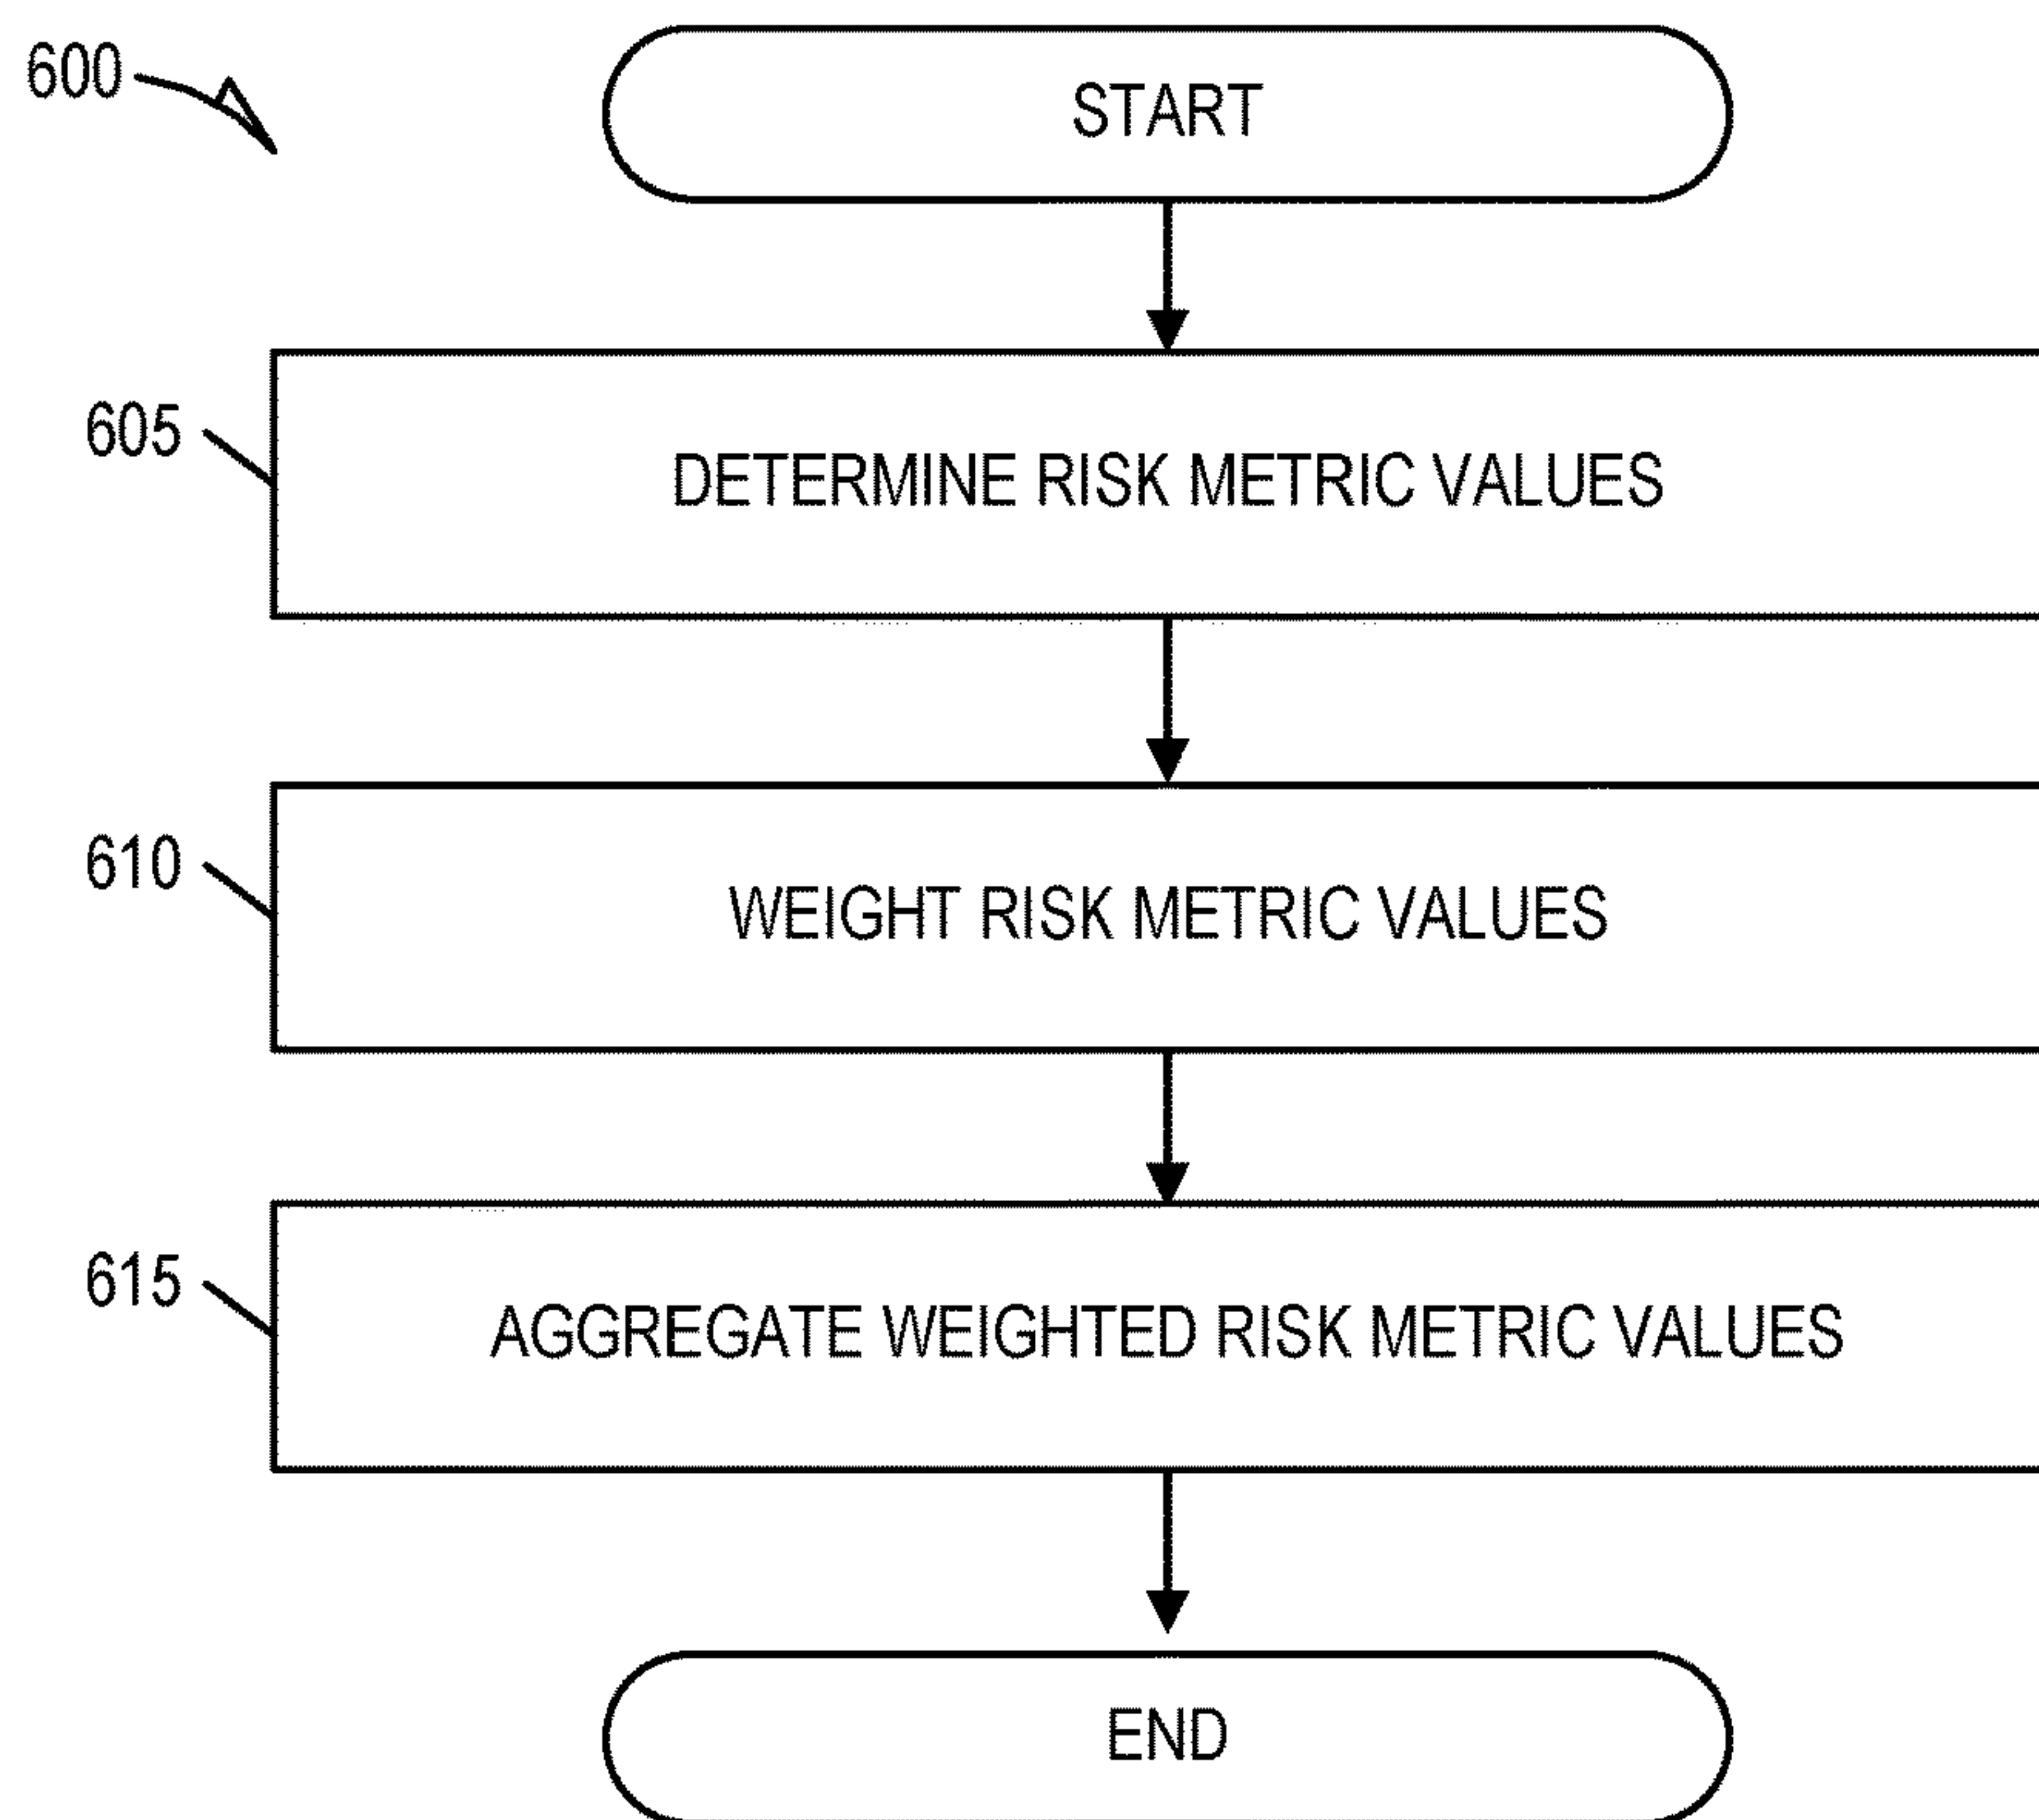 600
START
605
DETERMINE RISK METRIC VALUES
610
WEIGHT RISK METRIC VALUES
615
AGGREGATE WEIGHTED RISK METRIC VALUES
END